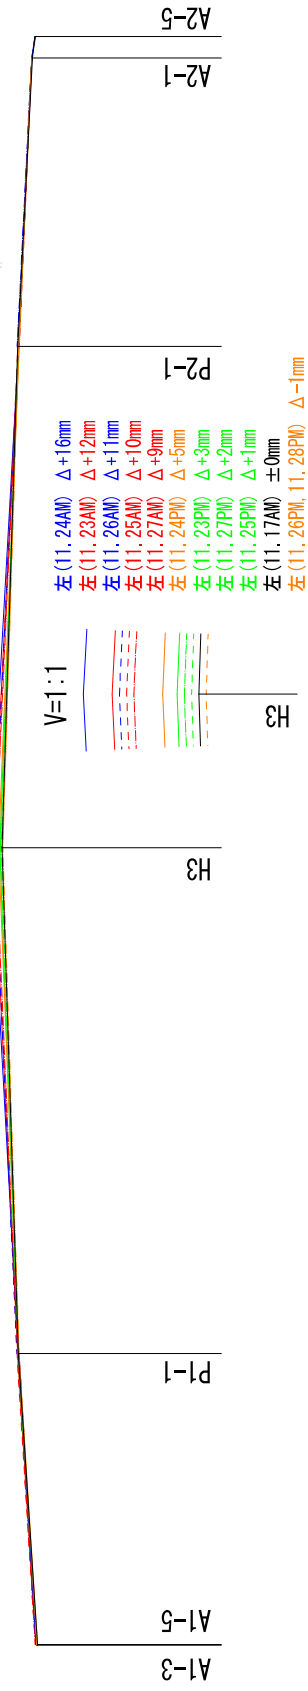 A2-5
A2-1
P2-1
左(11.24AM) △+16mm
左(11.23AM) △+12mm
左(11.26AM) △+11mm
左(11.25AM) △+10mm
左(11.27AM) △+9mm
左(11.24PM) △+5mm
左(11.23PM) △+3mm
左(11.27PM) △+2mm
左(11.25PM) △+1mm
左(11.17AM) ±0mm
左(11.26PM, 11.28PM) △-1mm
V=1:1
H3
H3
P1-1
A1-5
A1-3